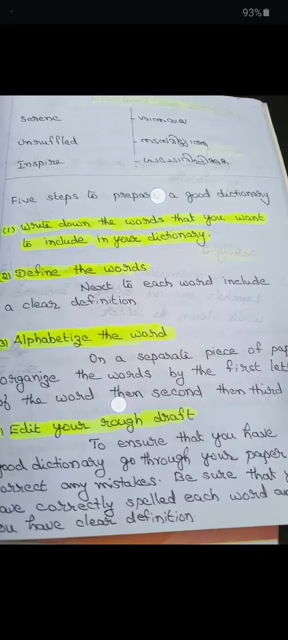 93%
Serene -
unruffled -
Inspire -
Five steps to prepare a good dictionary
(1) Write down the words that you want
to include in your dictionary.
(2) Define the words
Next to each word include
a clear definition
3) Alphabetize the word
On a separate piece of pap
organize the words by the first lett
of the word then second then third
) Edit your rough draft
To ensure that you have
good dictionary go through your paper
orrect any mistakes. Be sure that y
ave correctly spelled each word an
ou have clear definition